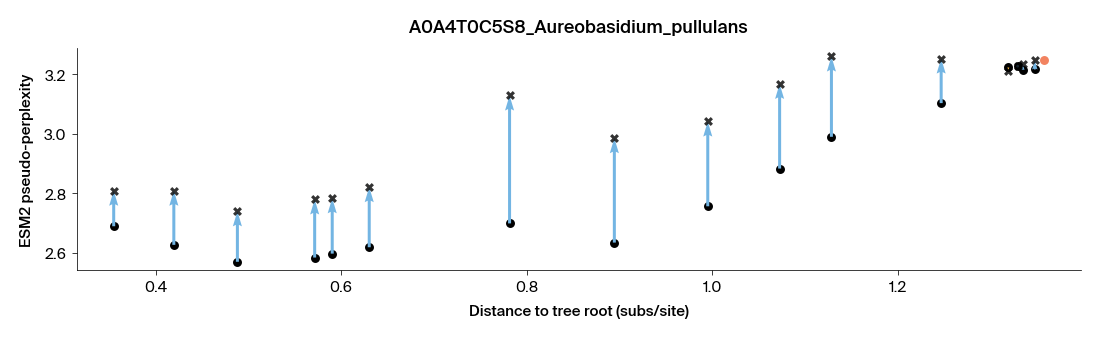 A0A4T0C5S8_Aureobasidium_pullulans
ESM2 pseudo-perplexity
3.2
3.0
2.8
2.6
0.4 0.6 0.8 1.0 1.2
Distance to tree root (subs/site)